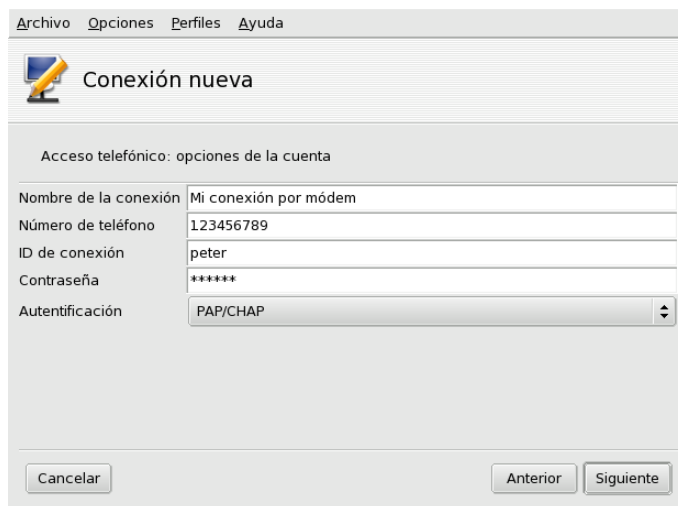 Archivo Opciones Perfiles Ayuda
Conexión nueva
Acceso telefónico: opciones de la cuenta
Nombre de la conexión Mi conexión por módem
Número de teléfono 123456789
ID de conexión peter
Contraseña ******
Autentificación PAP/CHAP
Cancelar Anterior Siguiente